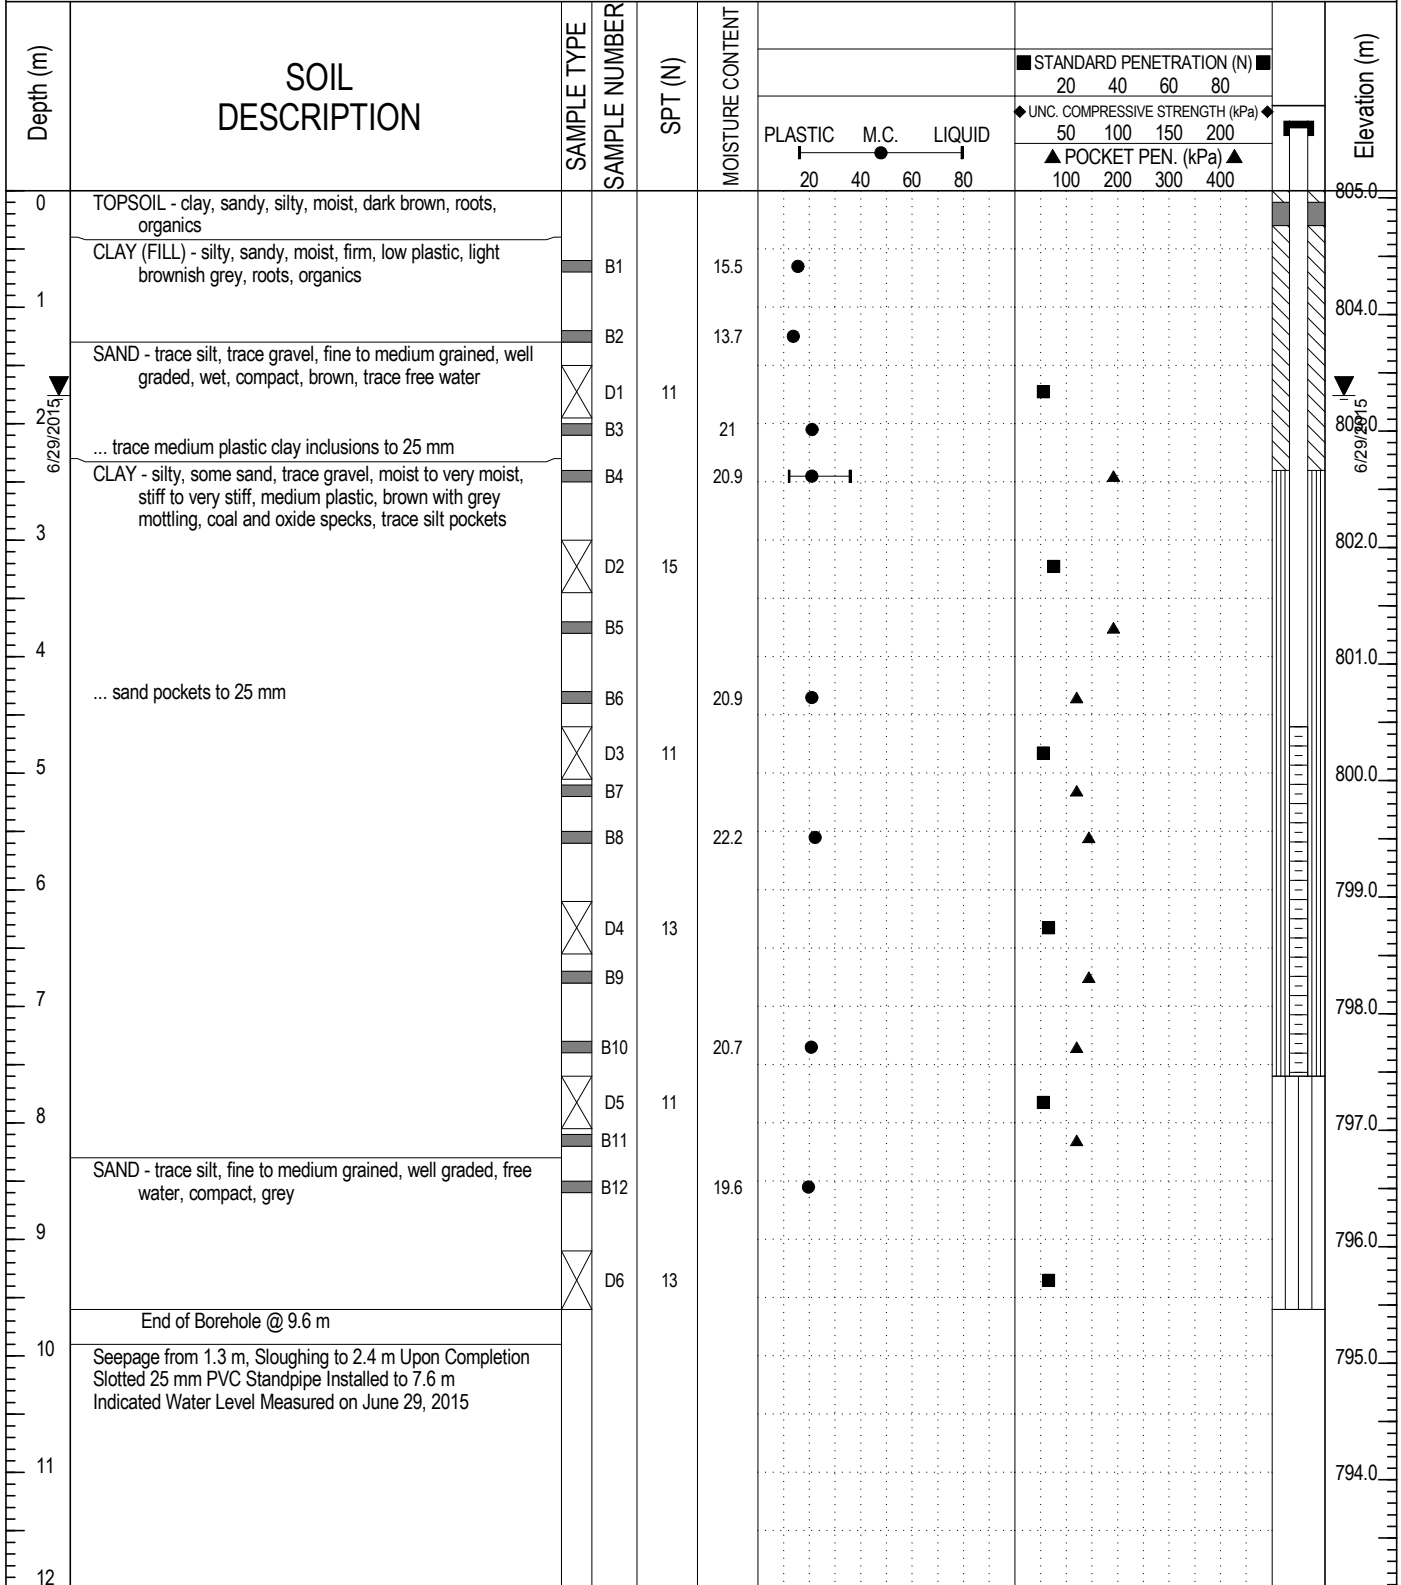 Depth (m)
SOIL
DESCRIPTION
SAMPLE TYPE
SAMPLE NUMBER
SPT (N)
MOISTURE CONTENT
PLASTIC M.C. LIQUID
20 40 60 80
STANDARD PENETRATION (N)
20 40 60 80
UNC. COMPRESSIVE STRENGTH (kPa)
50 100 150 200
POCKET PEN. (kPa)
100 200 300 400
Elevation (m)
805.0
0
TOPSOIL - clay, sandy, silty, moist, dark brown, roots,
organics
CLAY (FILL) - silty, sandy, moist, firm, low plastic, light
brownish grey, roots, organics
B1 15.5
1
804.0
B2 13.7
SAND - trace silt, trace gravel, fine to medium grained, well
graded, wet, compact, brown, trace free water
D1 11
2
6/29/2015
803.0
6/29/2015
B3 21
... trace medium plastic clay inclusions to 25 mm
CLAY - silty, some sand, trace gravel, moist to very moist,
stiff to very stiff, medium plastic, brown with grey
mottling, coal and oxide specks, trace silt pockets
B4 20.9
3
802.0
D2 15
B5
4
801.0
... sand pockets to 25 mm
B6 20.9
D3 11
5
800.0
B7
B8 22.2
6
799.0
D4 13
B9
7
798.0
B10 20.7
D5 11
8
797.0
B11
SAND - trace silt, fine to medium grained, well graded, free
water, compact, grey
B12 19.6
9
796.0
D6 13
End of Borehole @ 9.6 m
10
795.0
Seepage from 1.3 m, Sloughing to 2.4 m Upon Completion
Slotted 25 mm PVC Standpipe Installed to 7.6 m
Indicated Water Level Measured on June 29, 2015
11
794.0
12